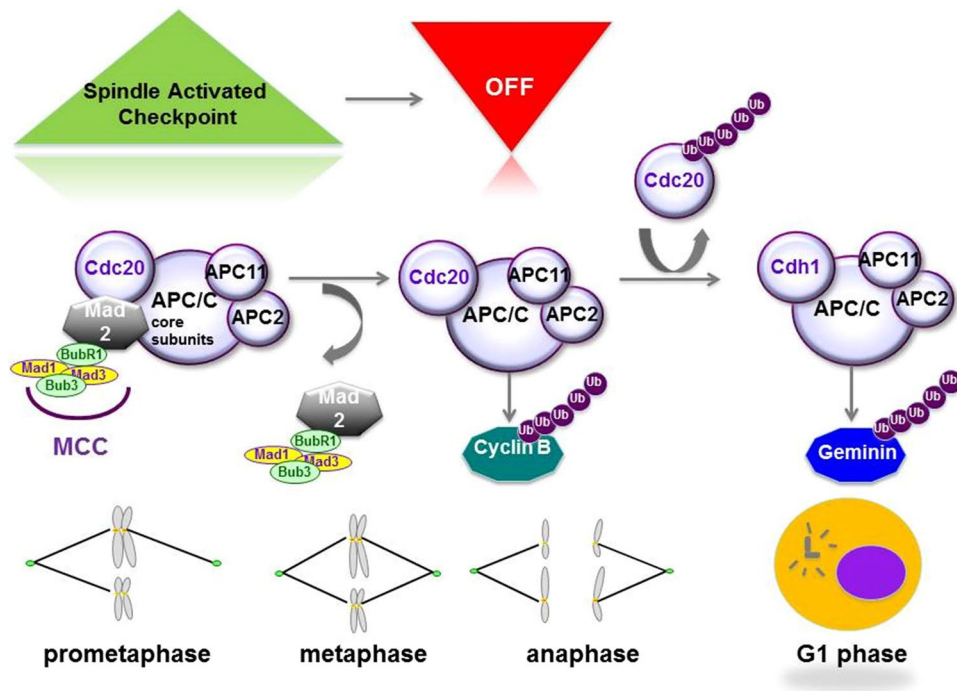 Spindle Activated
Checkpoint
OFF
Ub Ub Ub Ub Ub
Cdc20
Cdc20
APC11
APC/C
core
subunits
APC2
Mad
2
BubR1
Mad1
Mad3
Bub3
MCC
Mad
2
BubR1
Mad1
Mad3
Bub3
Cdc20
APC11
APC/C
APC2
Ub Ub Ub Ub Ub
Cyclin B
Cdh1
APC11
APC/C
APC2
Ub Ub Ub Ub Ub
Geminin
prometaphase
metaphase
anaphase
G1 phase